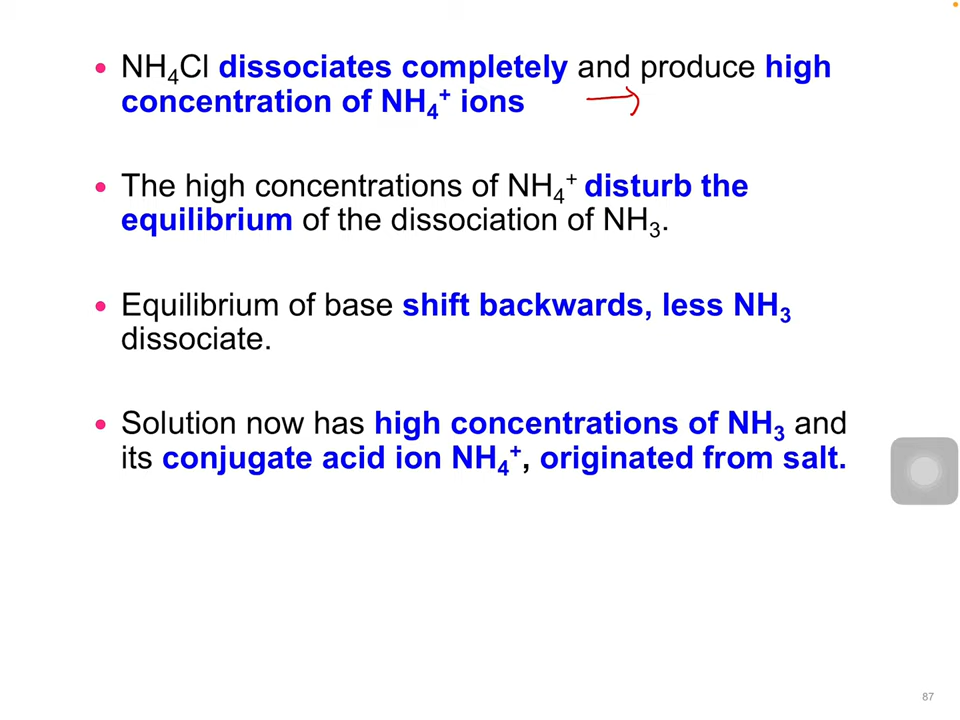 • NH₄Cl dissociates completely and produce high
concentration of NH₄⁺ ions
• The high concentrations of NH₄⁺ disturb the
equilibrium of the dissociation of NH₃.
• Equilibrium of base shift backwards, less NH₃
dissociate.
• Solution now has high concentrations of NH₃ and
its conjugate acid ion NH₄⁺, originated from salt.
87